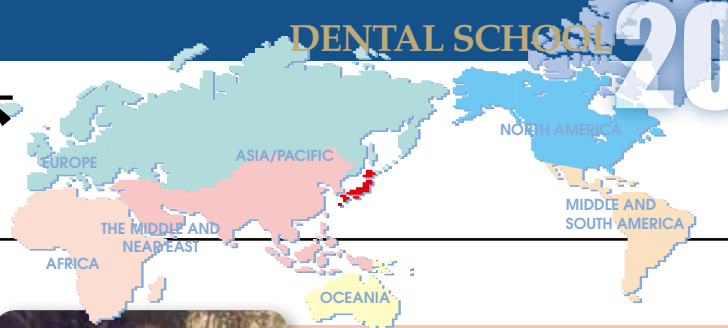 DENTAL SCHOOL 20
NORTH AMERICA
EUROPE
ASIA/PACIFIC
MIDDLE AND
SOUTH AMERICA
THE MIDDLE AND
NEAR EAST
AFRICA
OCEANIA